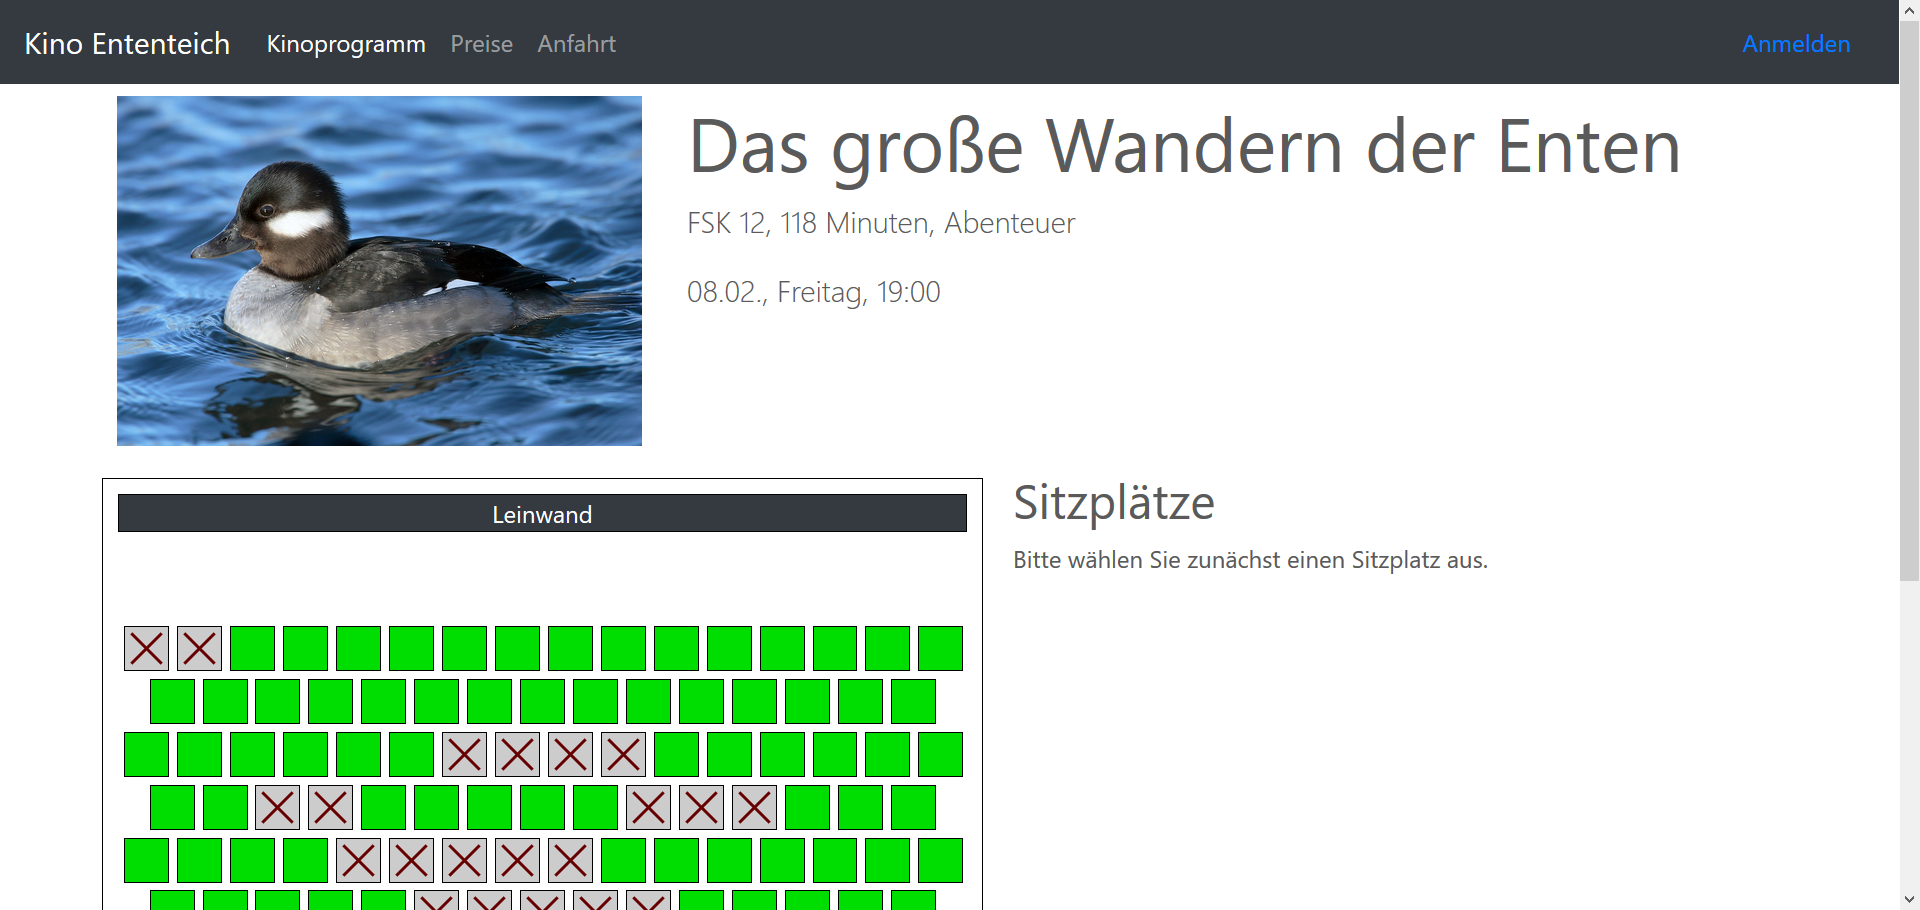 Kino Ententeich Kinoprogramm Preise Anfahrt Anmelden
Das große Wandern der Enten
FSK 12, 118 Minuten, Abenteuer
08.02., Freitag, 19:00
Leinwand
Sitzplätze
Bitte wählen Sie zunächst einen Sitzplatz aus.